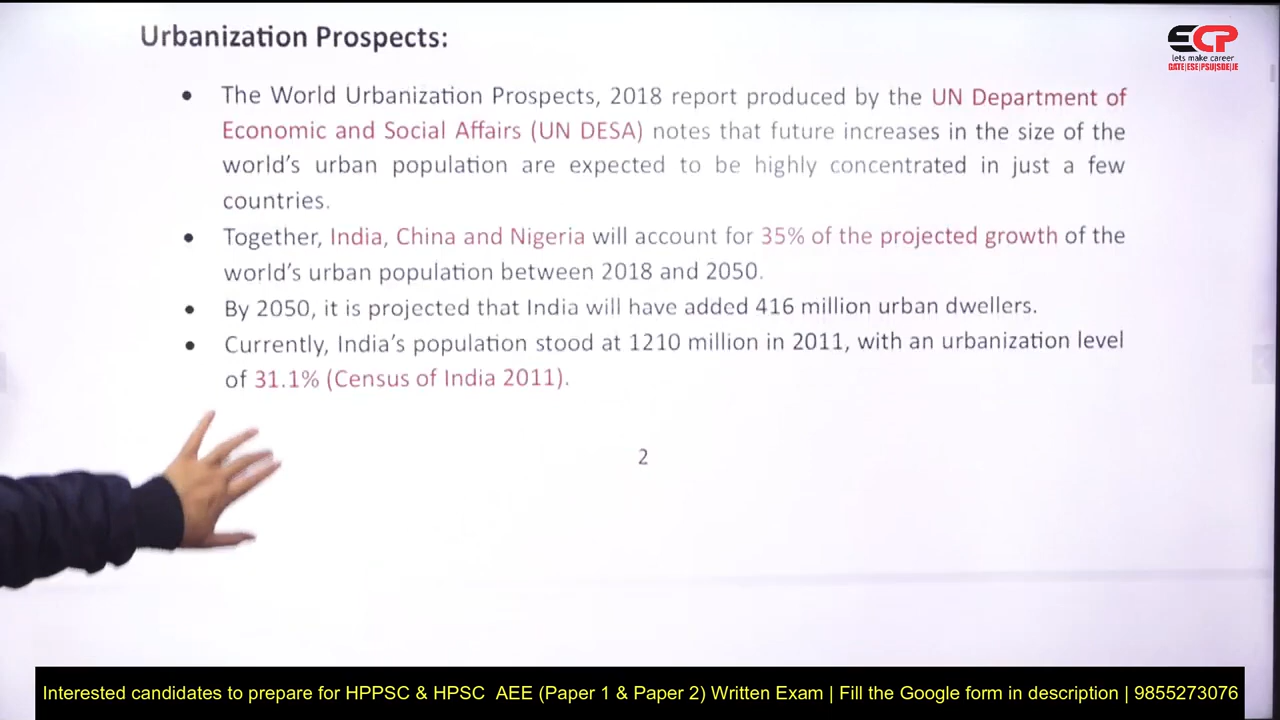 Urbanization Prospects:
ECP
lets make career
GATE|ESE|PSU|SDE|JE
• The World Urbanization Prospects, 2018 report produced by the UN Department of
Economic and Social Affairs (UN DESA) notes that future increases in the size of the
world's urban population are expected to be highly concentrated in just a few
countries.
• Together, India, China and Nigeria will account for 35% of the projected growth of the
world's urban population between 2018 and 2050.
• By 2050, it is projected that India will have added 416 million urban dwellers.
• Currently, India's population stood at 1210 million in 2011, with an urbanization level
of 31.1% (Census of India 2011).
2
Interested candidates to prepare for HPPSC & HPSC AEE (Paper 1 & Paper 2) Written Exam | Fill the Google form in description | 9855273076